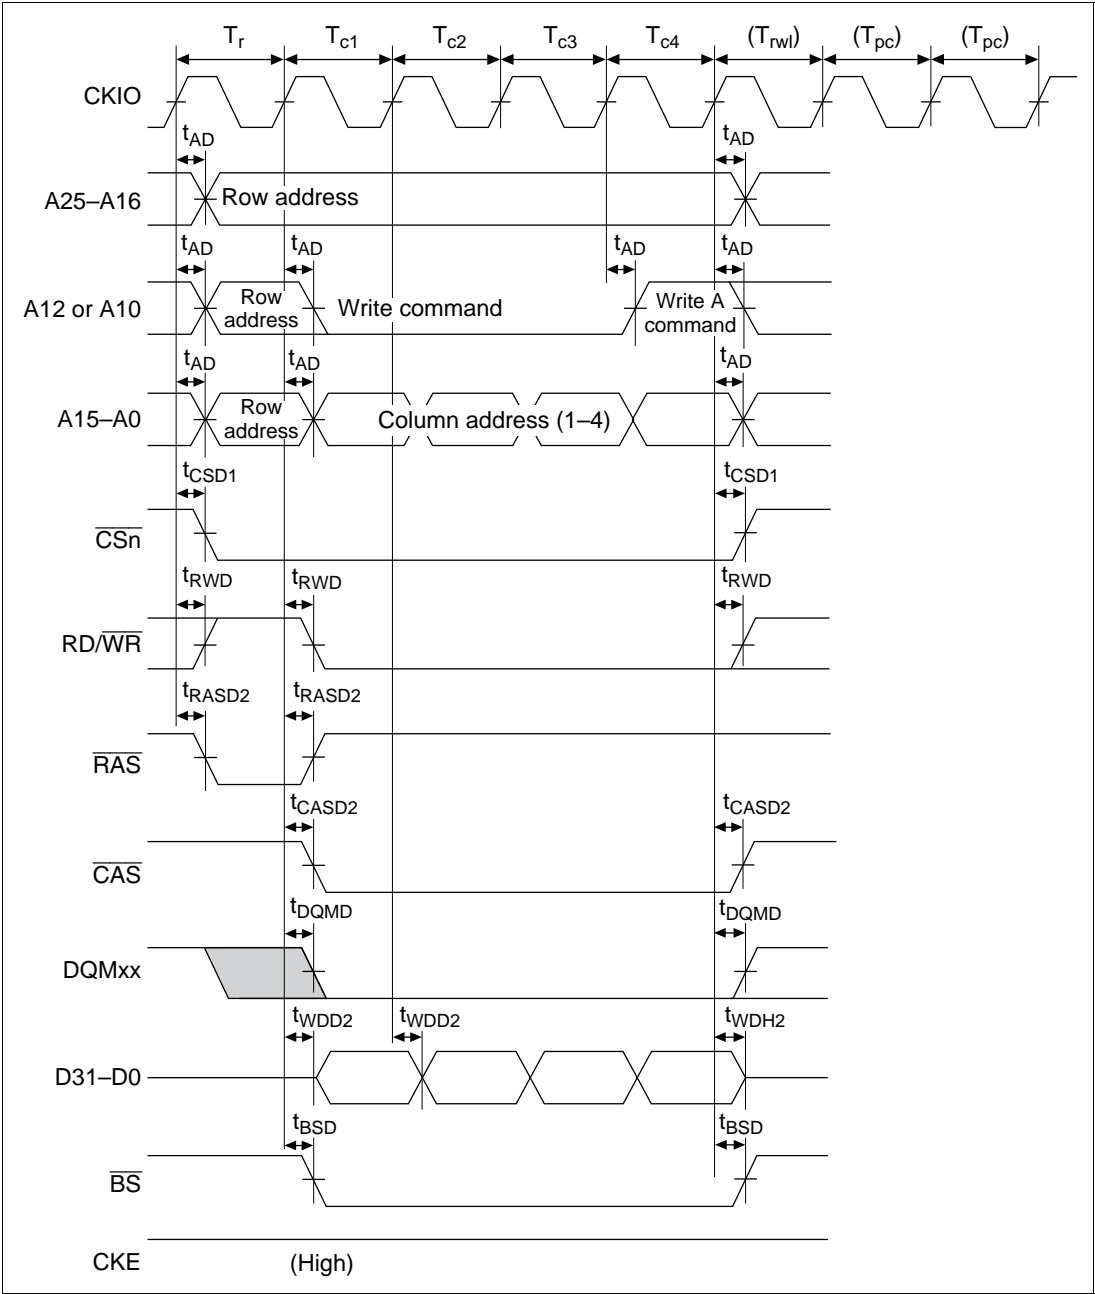 Tr Tc1 Tc2 Tc3 Tc4 (Trwl) (Tpc) (Tpc)
CKIO
tAD tAD
A25–A16 Row address
tAD tAD tAD tAD
A12 or A10 Row address Write command Write A command
tAD tAD tAD
A15–A0 Row address Column address (1–4)
tCSD1 tCSD1
CSn
tRWD tRWD tRWD
RD/WR
tRASD2 tRASD2
RAS
tCASD2 tCASD2
CAS
tDQMD tDQMD
DQMxx
tWDD2 tWDD2 tWDH2
D31–D0
tBSD tBSD
BS
CKE (High)